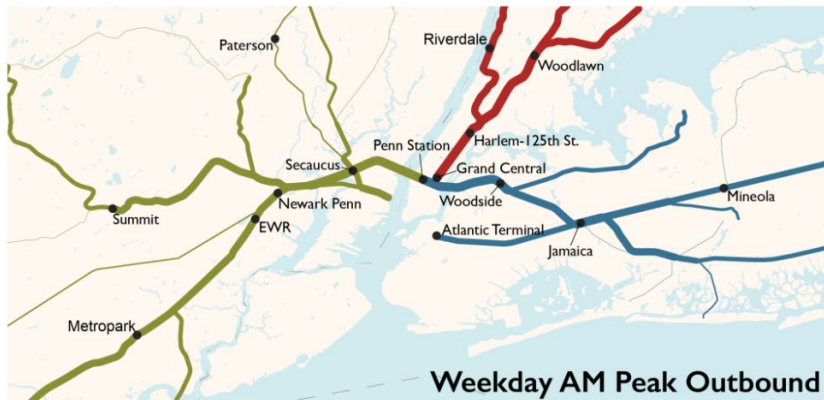 Paterson
Riverdale
Woodlawn
Penn Station
Harlem-125th St.
Secaucus
Grand Central
Newark Penn
Woodside
Mineola
Summit
EWR
Atlantic Terminal
Jamaica
Metropark
Weekday AM Peak Outbound